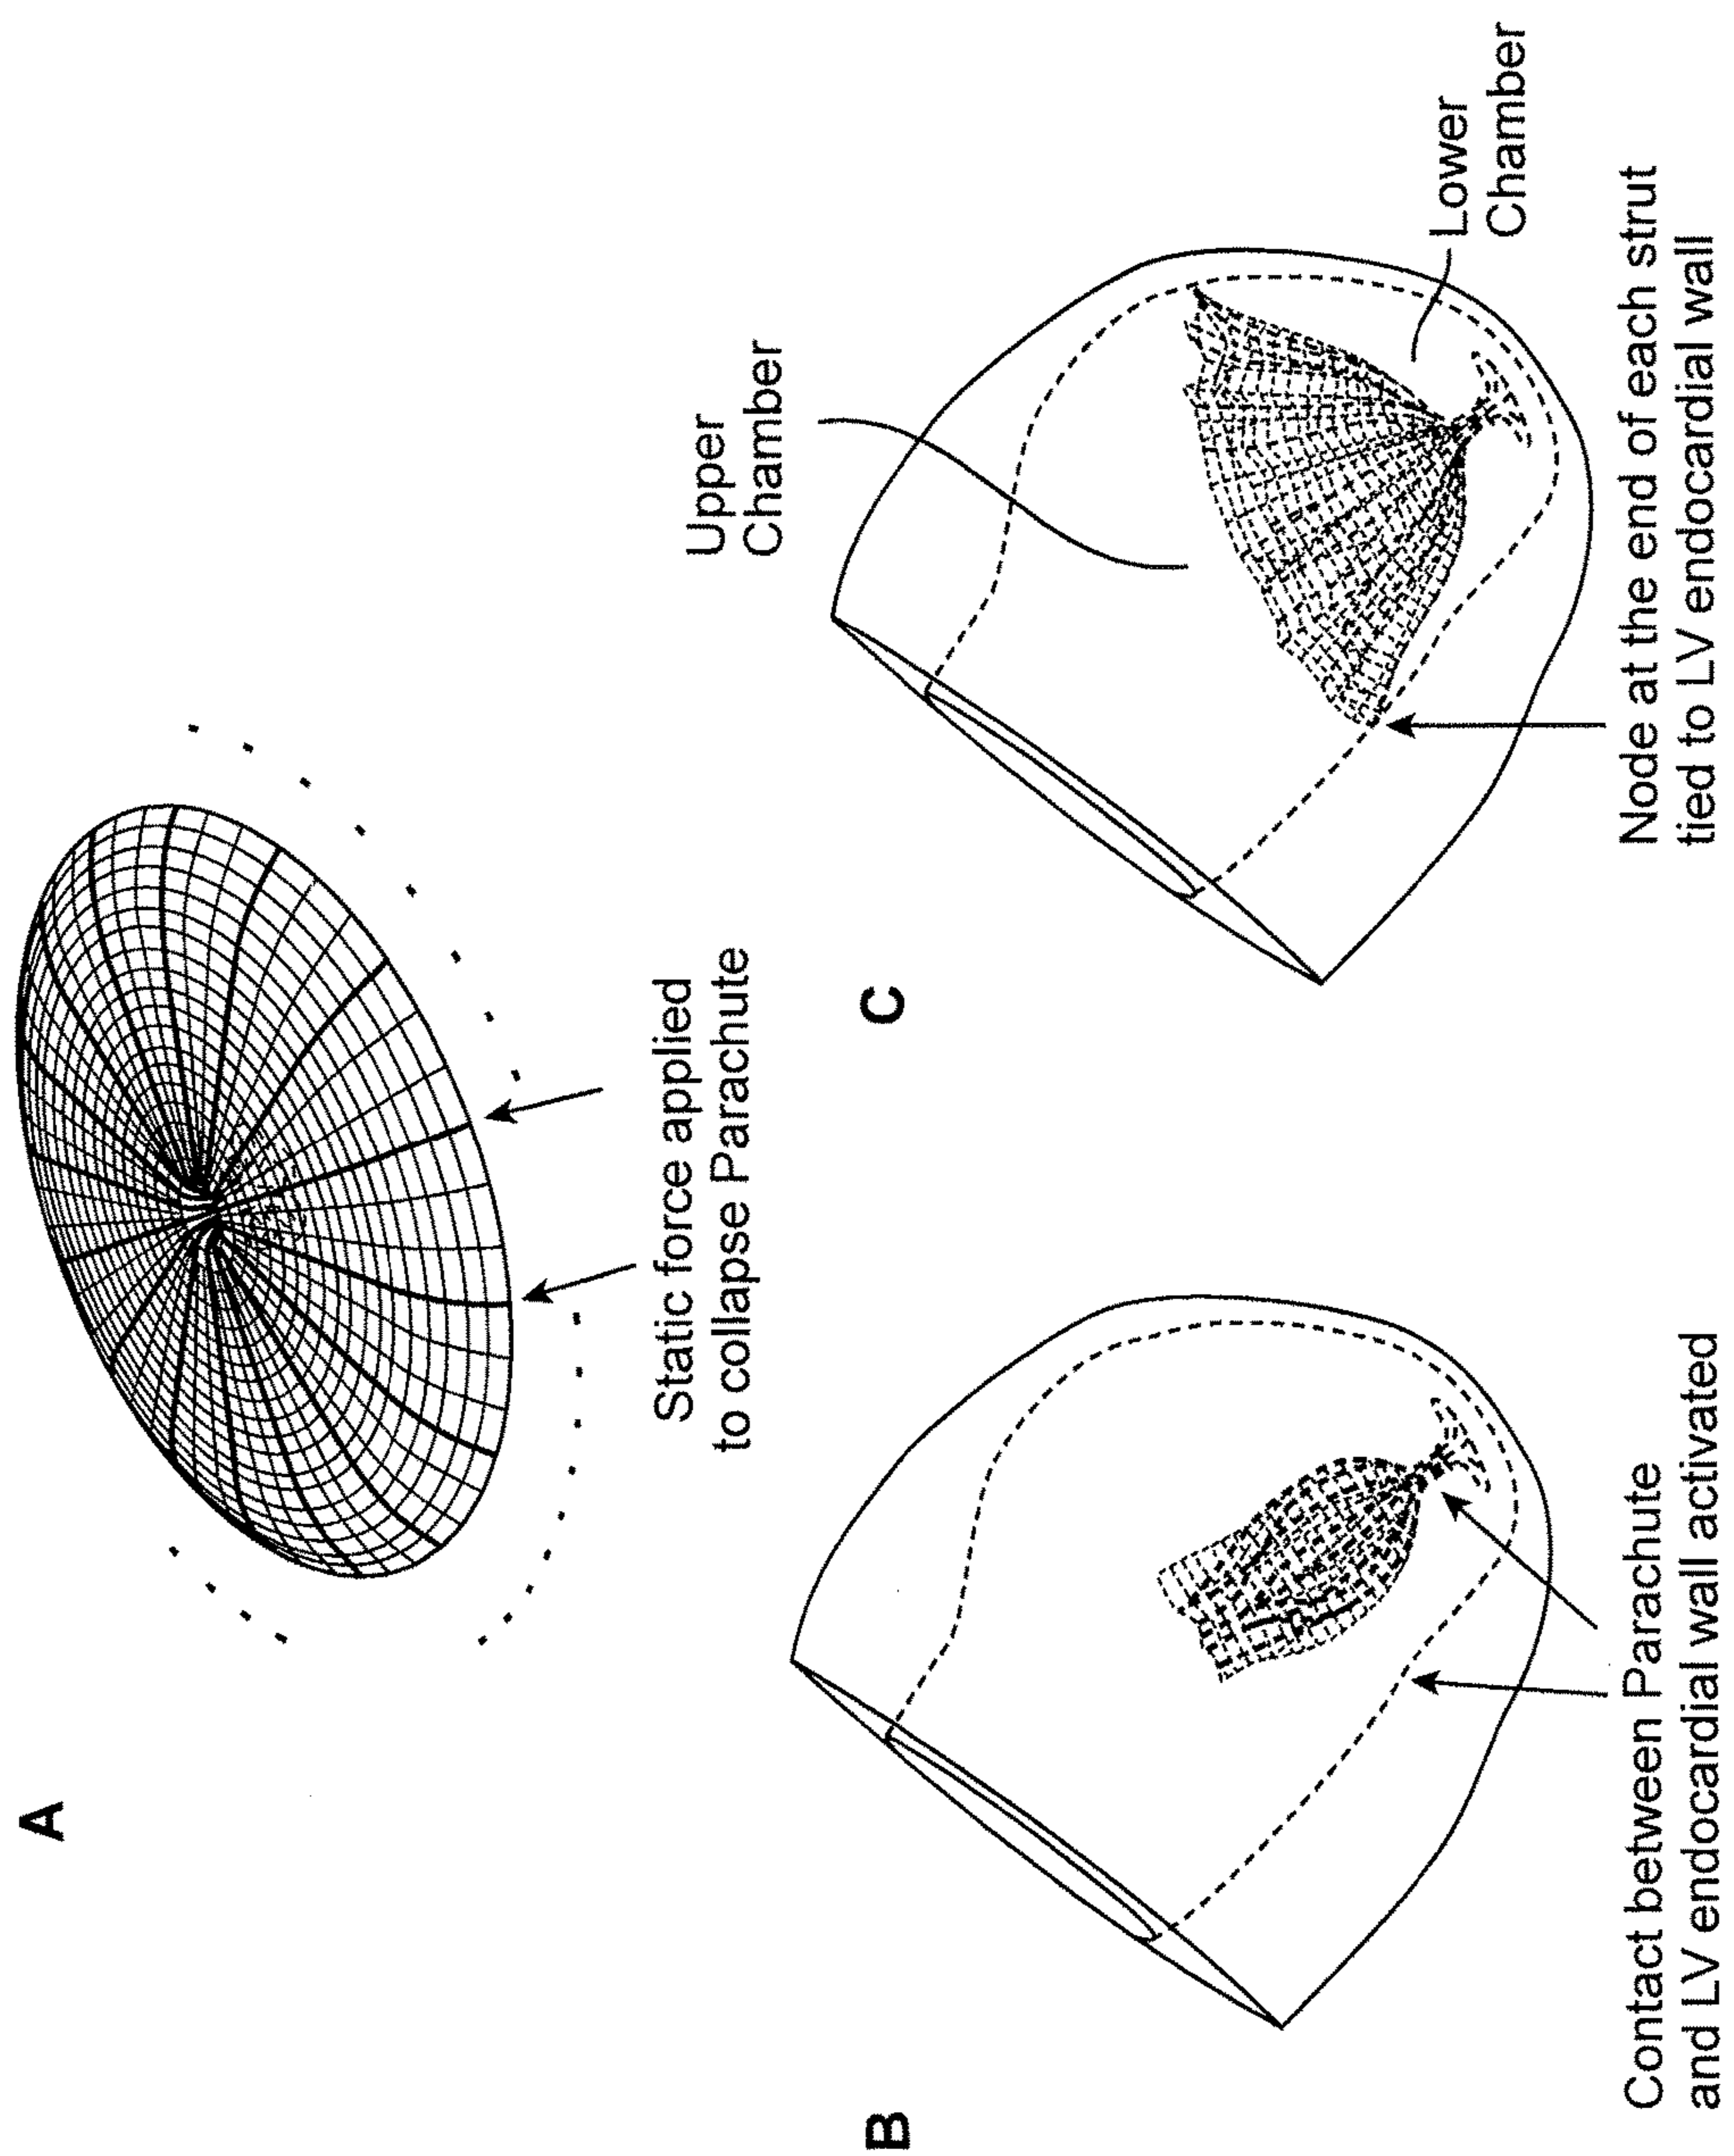 A
Static force applied
to collapse Parachute
B
Contact between Parachute
and LV endocardial wall activated
C
Upper
Chamber
Lower
Chamber
Node at the end of each strut
tied to LV endocardial wall